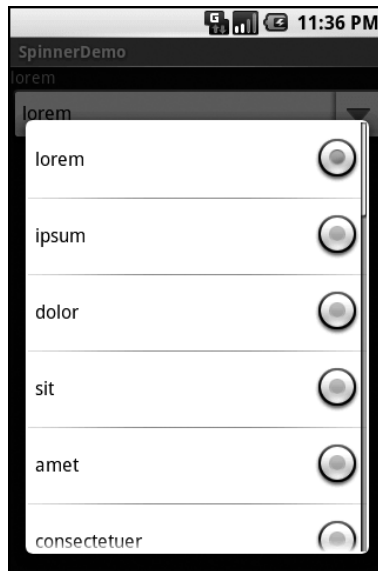 11:36 PM
SpinnerDemo
lorem
lorem
lorem
ipsum
dolor
sit
amet
consectetuer